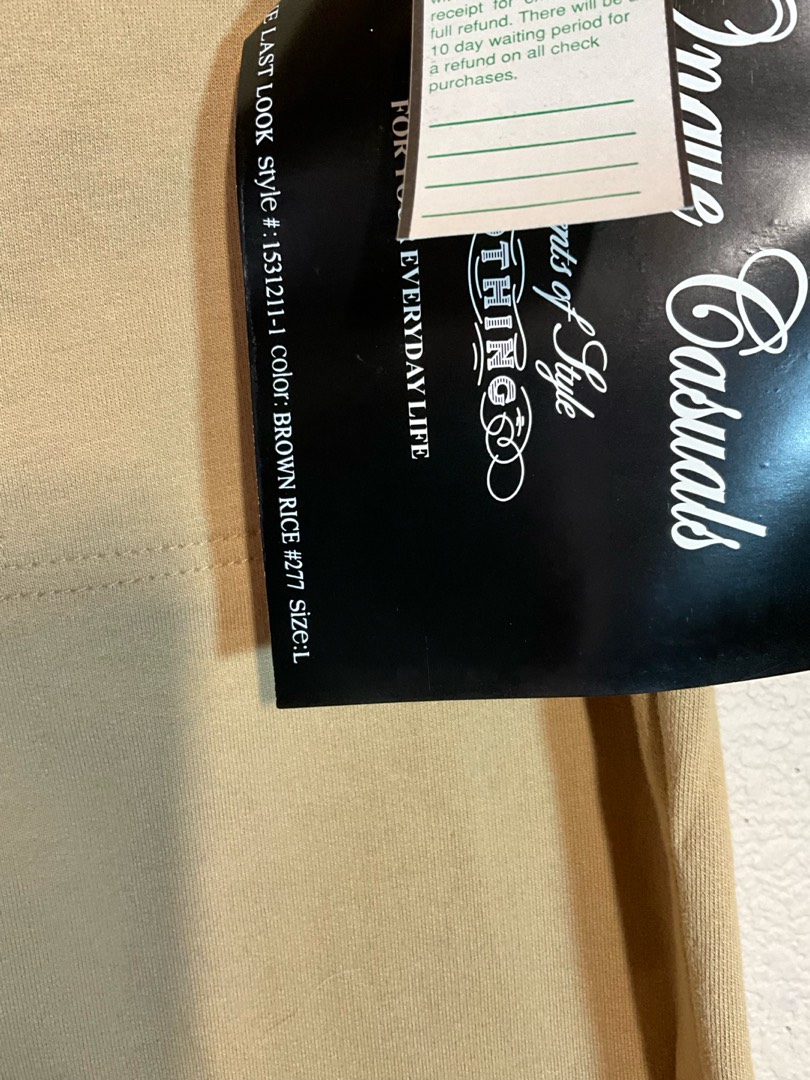 receipt for
full refund. There will be
10 day waiting period for
a refund on all check
purchases.
Casuals
of Style
EVERYDAY LIFE
LAST LOOK style #:1531211-1 color: BROWN RICE #277 size:L